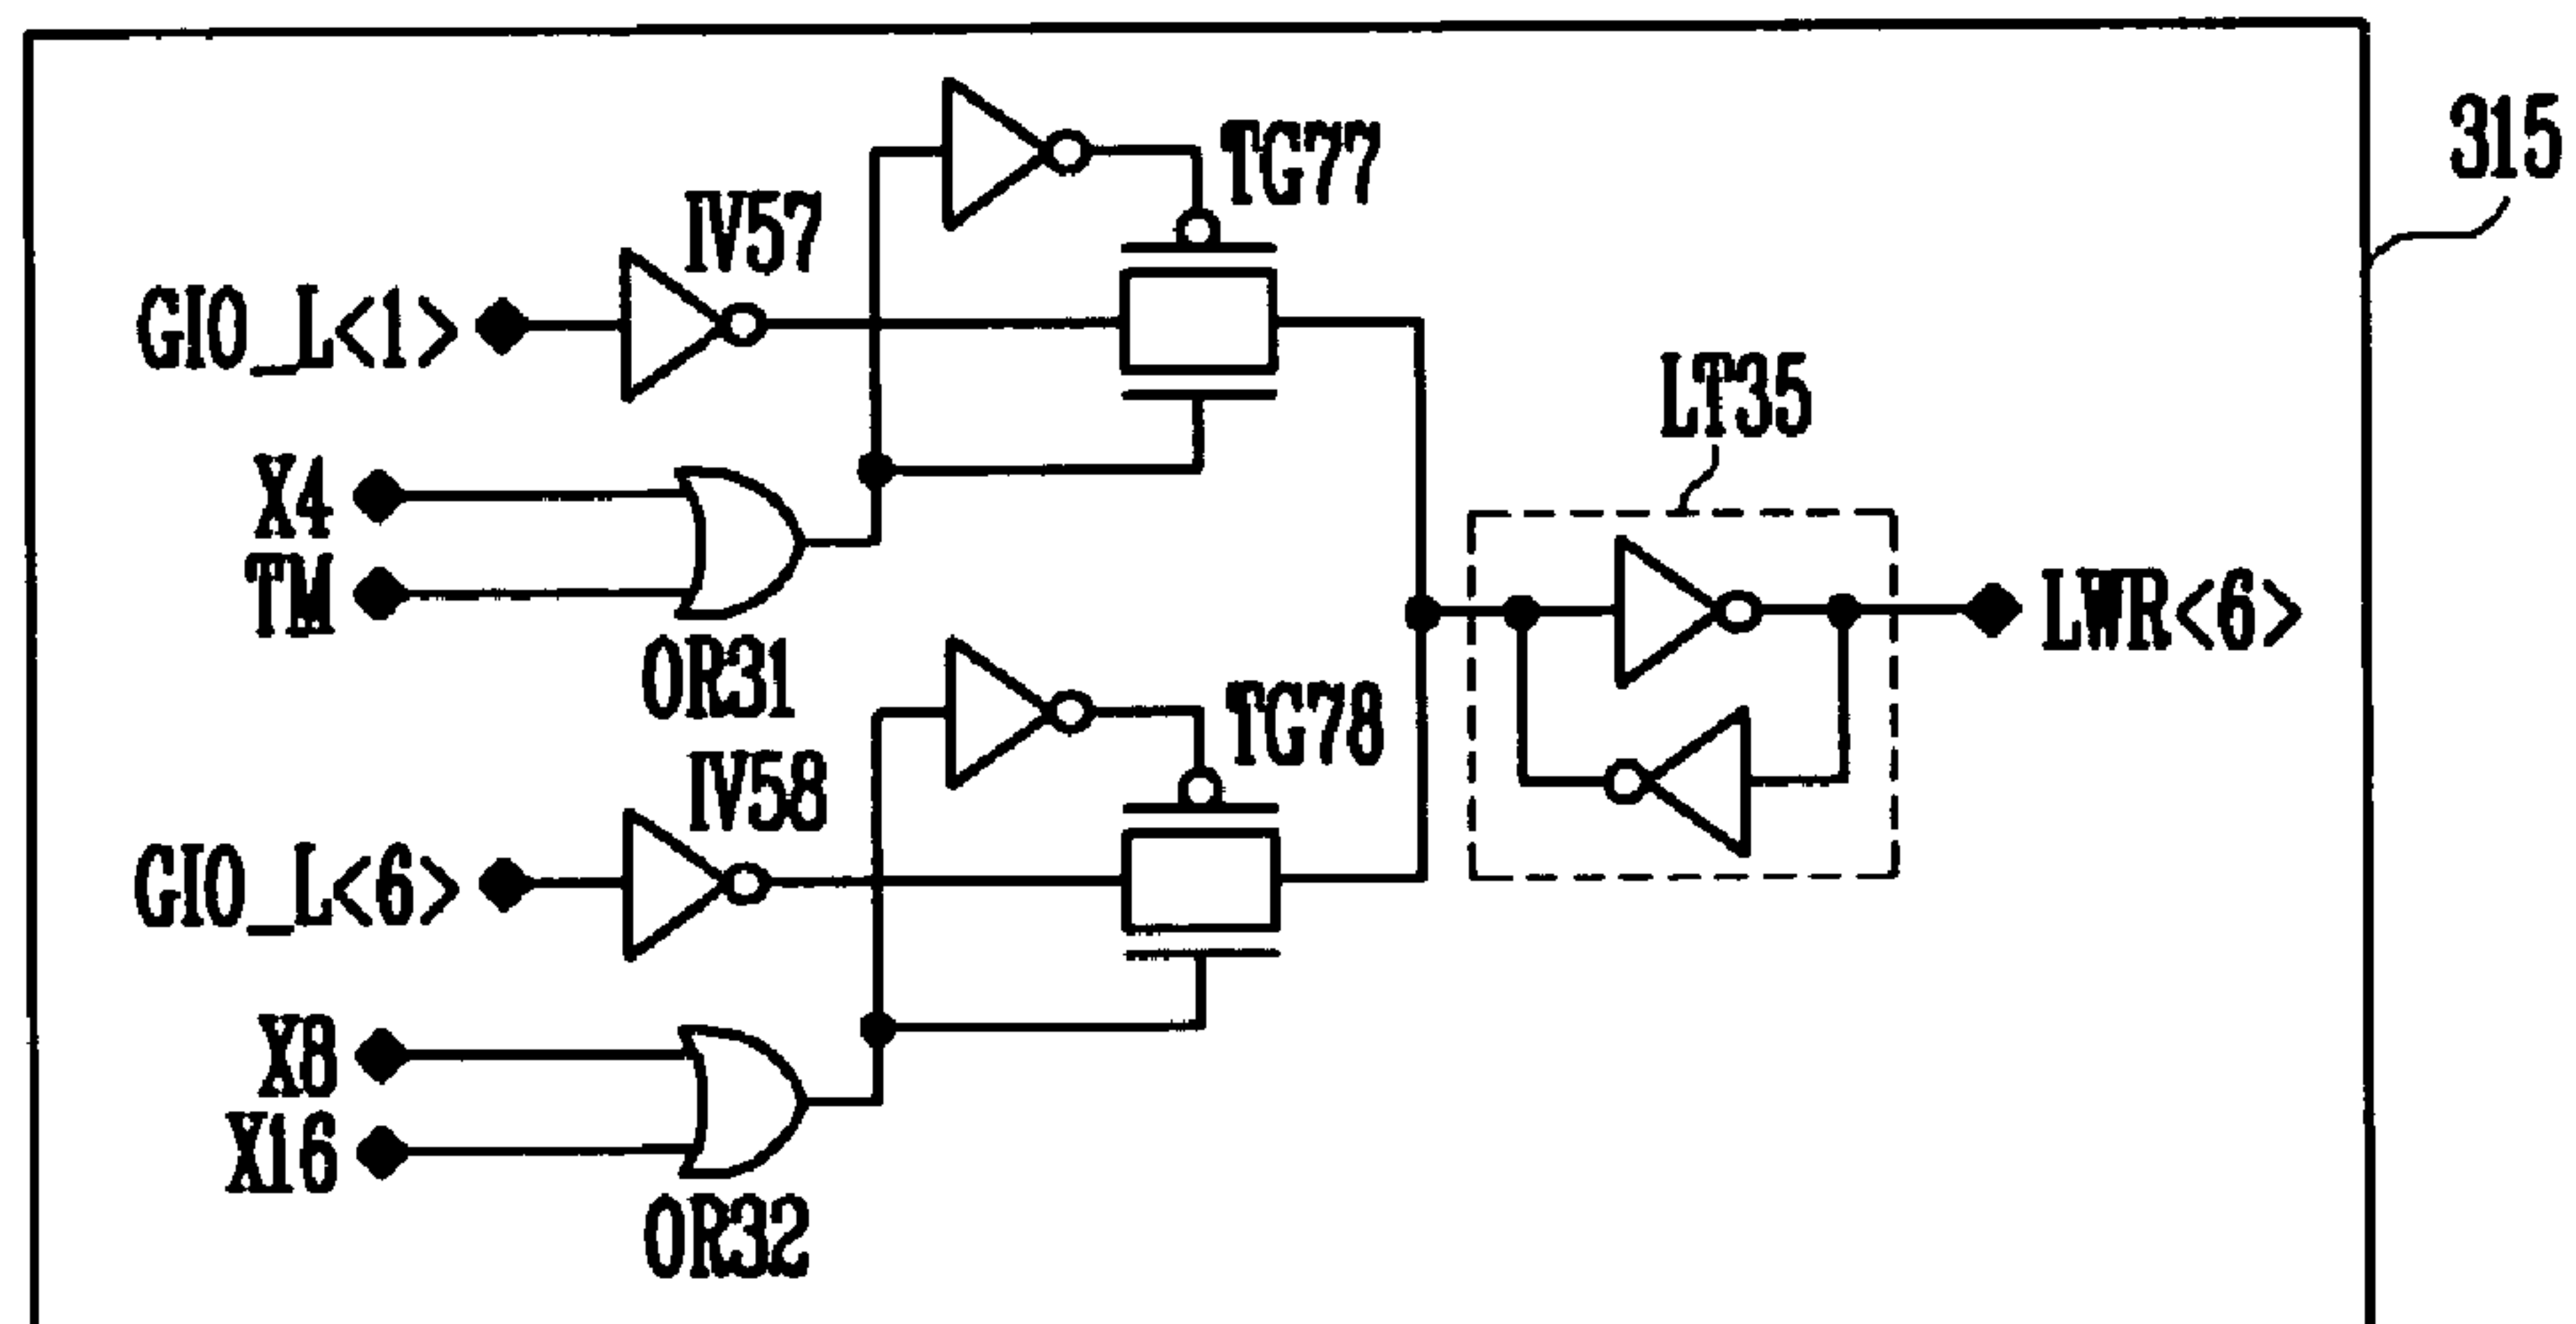 TG77
315
IV57
GIO_L<1>
LT35
X4
TM
LWR<6>
OR31
TG78
IV58
GIO_L<6>
X8
X16
OR32